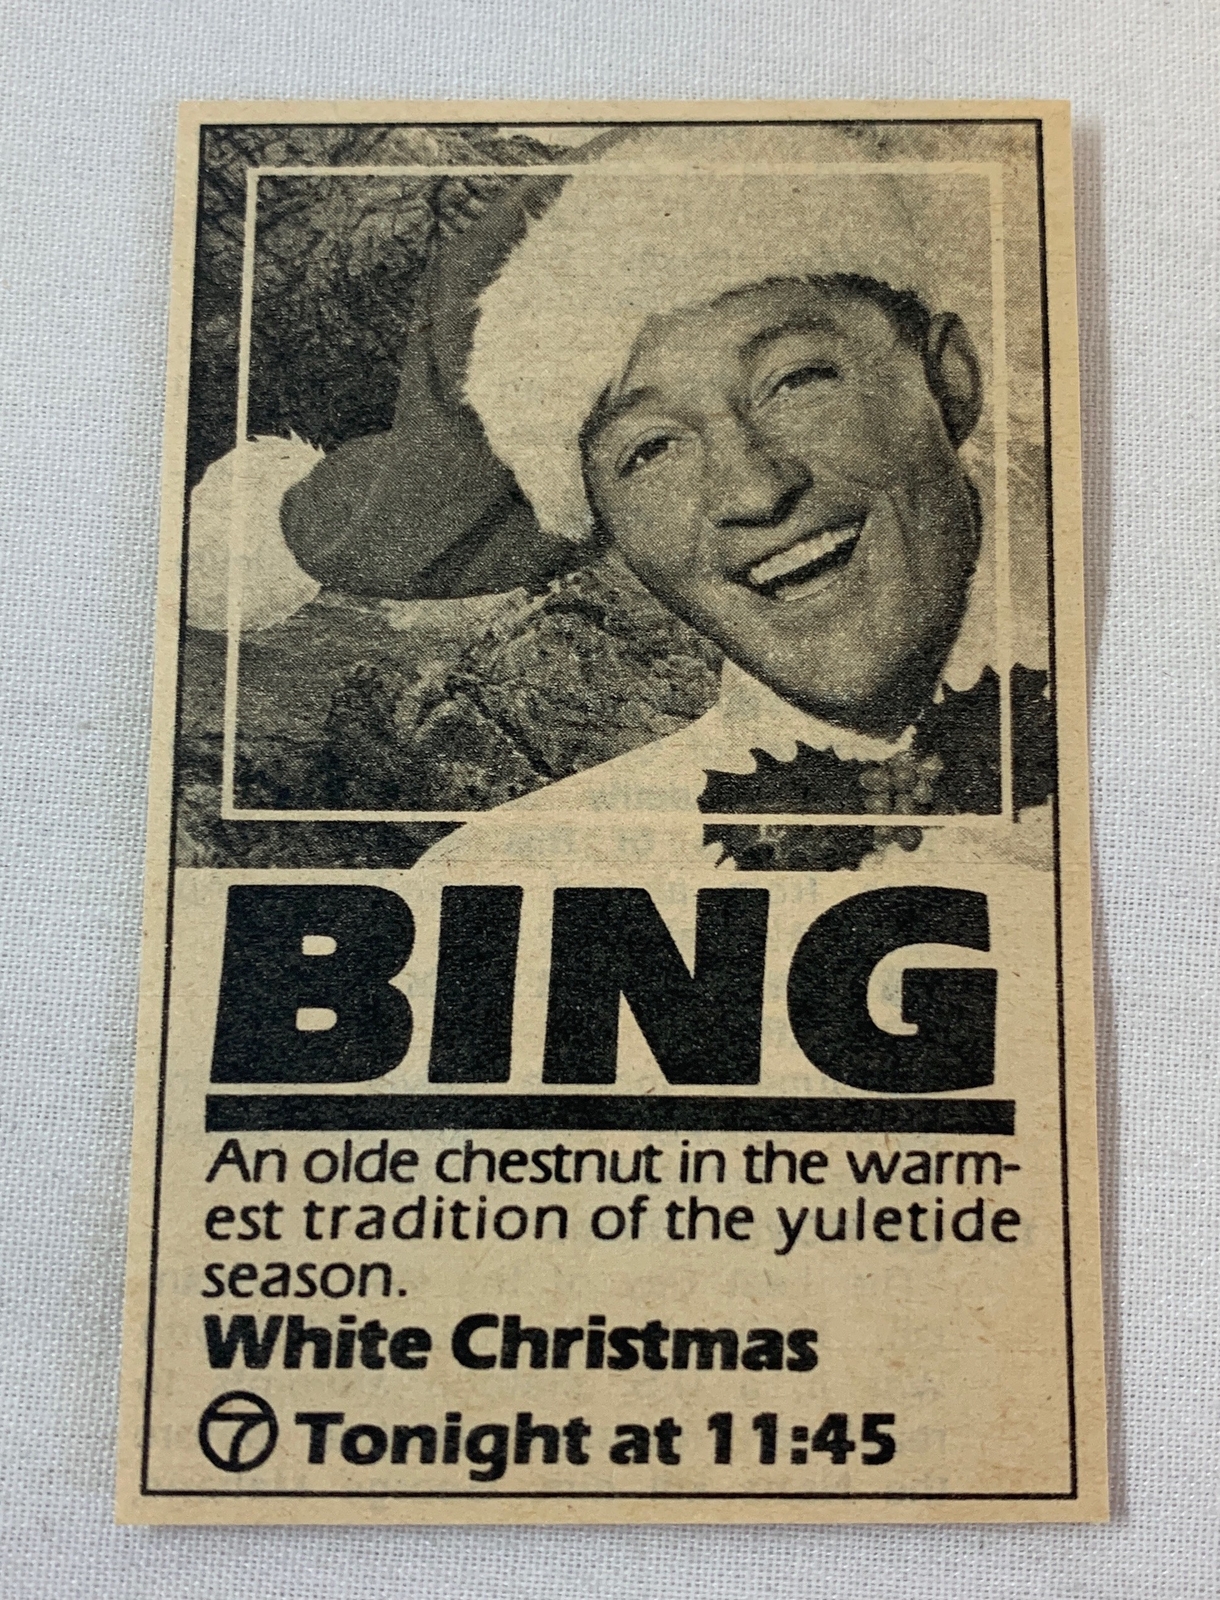 BING
An olde chestnut in the warm-
est tradition of the yuletide
season.
White Christmas
7 Tonight at 11:45